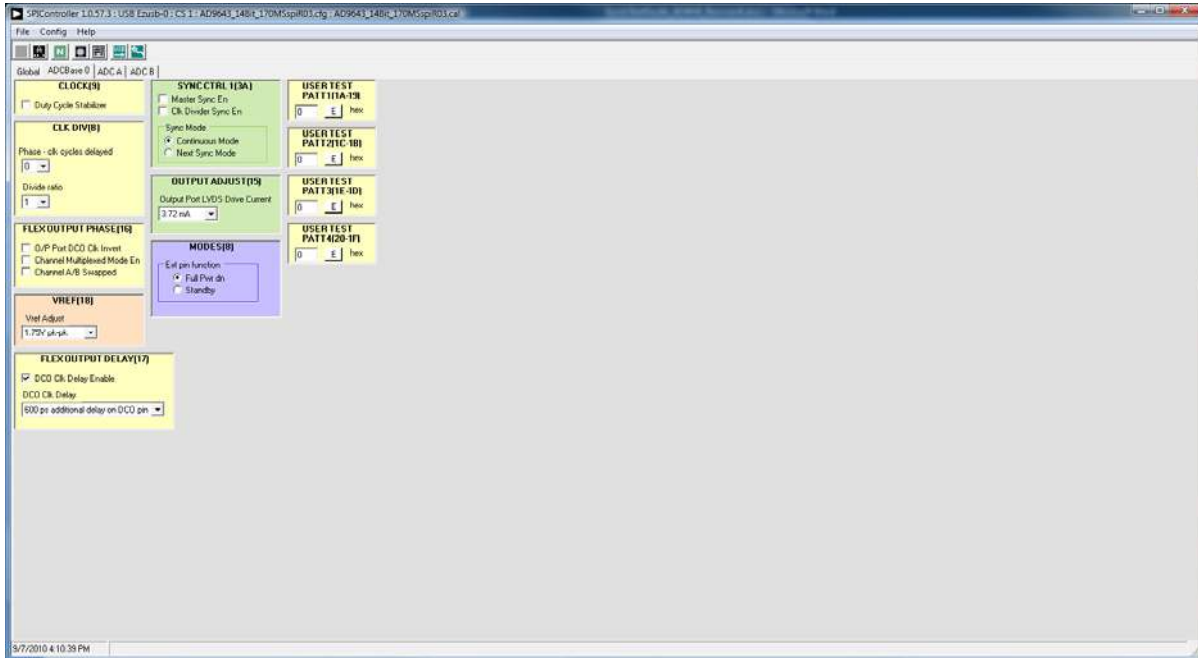 SPIController 1.0.57.3 : USB Ezusb-0 : CS 1 : AD9643_14Bit_170MSspiR03.cfg : AD9643_14Bit_170MSspiR03.cal
File Config Help
Global ADCBase 0 ADC A ADC B
CLOCK(9)
Duty Cycle Stabilizer
CLK DIV(B)
Phase - clk cycles delayed
0
Divide ratio
1
FLEX OUTPUT PHASE(16)
O/P Port DCO Clk Invert
Channel Multiplexed Mode En
Channel A/B Swapped
VREF(18)
Vref Adjust
1.75V pk-pk
FLEX OUTPUT DELAY(17)
DCO Clk Delay Enable
DCO Clk Delay
600 ps additional delay on DCO pin
SYNC CTRL 1(3A)
Master Sync En
Clk Divider Sync En
Sync Mode
Continuous Mode
Next Sync Mode
OUTPUT ADJUST(15)
Output Port LVDS Drive Current
3.72 mA
MODES(8)
Ext pin function
Full Pwr dn
Standby
USER TEST
PATT1(1A-19)
0 E hex
USER TEST
PATT2(1C-1B)
0 E hex
USER TEST
PATT3(1E-1D)
0 E hex
USER TEST
PATT4(20-1F)
0 E hex
9/7/2010 4:10:39 PM